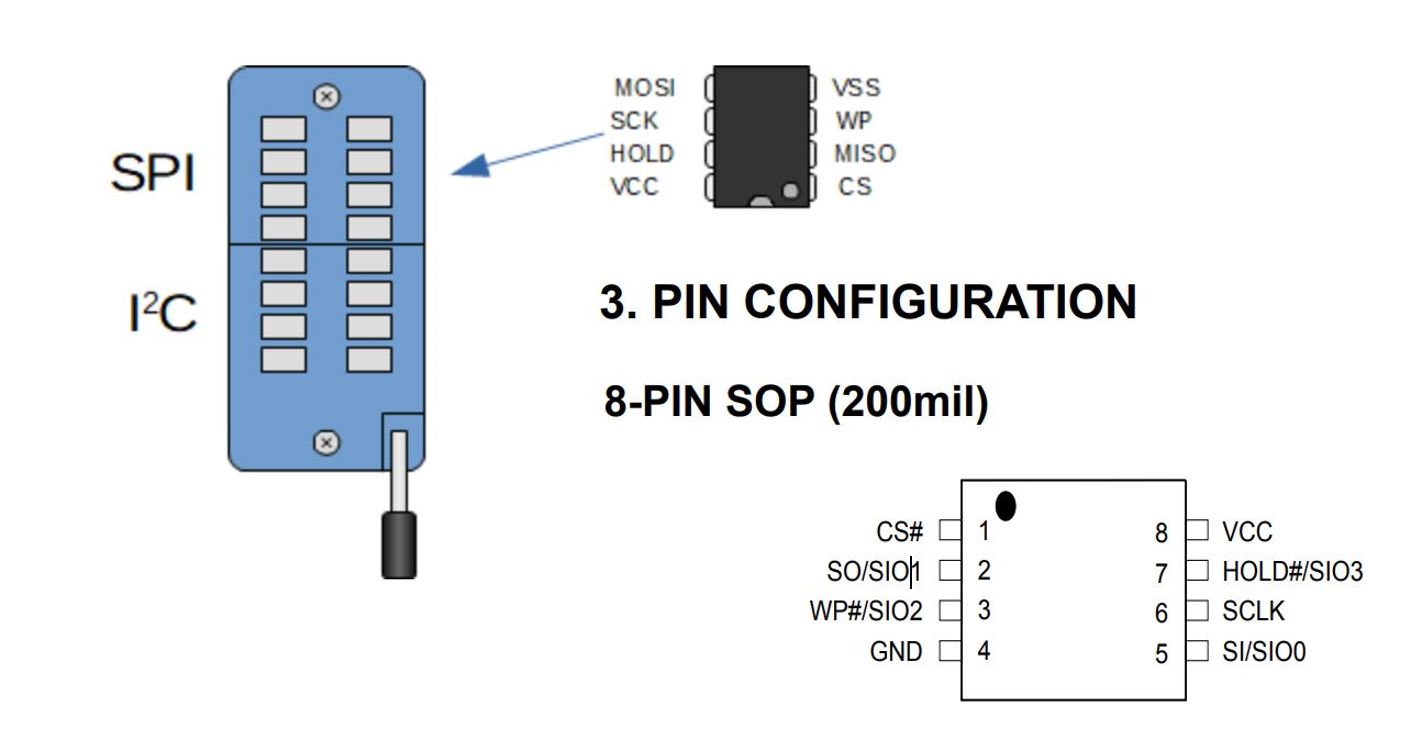 SPI
I²C
MOSI VSS
SCK WP
HOLD MISO
VCC CS
3. PIN CONFIGURATION
8-PIN SOP (200mil)
CS# 1 8 VCC
SO/SIO1 2 7 HOLD#/SIO3
WP#/SIO2 3 6 SCLK
GND 4 5 SI/SIO0